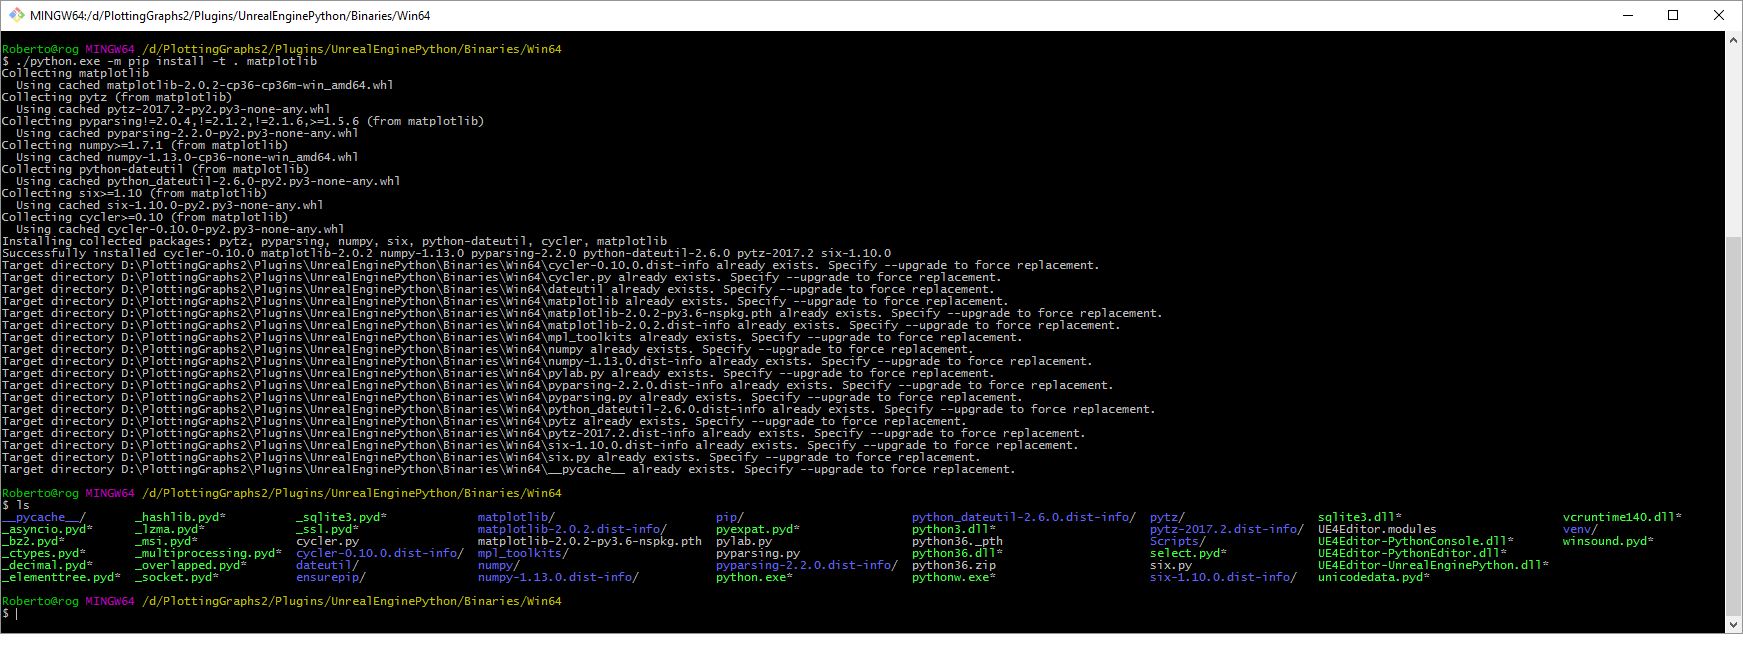 MINGW64:/d/PlottingGraphs2/Plugins/UnrealEnginePython/Binaries/Win64
Roberto@rog MINGW64 /d/PlottingGraphs2/Plugins/UnrealEnginePython/Binaries/Win64
$ ./python.exe -m pip install -t . matplotlib
Collecting matplotlib
  Using cached matplotlib-2.0.2-cp36-cp36m-win_amd64.whl
Collecting pytz (from matplotlib)
  Using cached pytz-2017.2-py2.py3-none-any.whl
Collecting pyparsing!=2.0.4,!=2.1.2,!=2.1.6,>=1.5.6 (from matplotlib)
  Using cached pyparsing-2.2.0-py2.py3-none-any.whl
Collecting numpy>=1.7.1 (from matplotlib)
  Using cached numpy-1.13.0-cp36-none-win_amd64.whl
Collecting python-dateutil (from matplotlib)
  Using cached python_dateutil-2.6.0-py2.py3-none-any.whl
Collecting six>=1.10 (from matplotlib)
  Using cached six-1.10.0-py2.py3-none-any.whl
Collecting cycler>=0.10 (from matplotlib)
  Using cached cycler-0.10.0-py2.py3-none-any.whl
Installing collected packages: pytz, pyparsing, numpy, six, python-dateutil, cycler, matplotlib
Successfully installed cycler-0.10.0 matplotlib-2.0.2 numpy-1.13.0 pyparsing-2.2.0 python-dateutil-2.6.0 pytz-2017.2 six-1.10.0
Target directory D:\PlottingGraphs2\Plugins\UnrealEnginePython\Binaries\Win64\cycler-0.10.0.dist-info already exists. Specify --upgrade to force replacement.
Target directory D:\PlottingGraphs2\Plugins\UnrealEnginePython\Binaries\Win64\cycler.py already exists. Specify --upgrade to force replacement.
Target directory D:\PlottingGraphs2\Plugins\UnrealEnginePython\Binaries\Win64\dateutil already exists. Specify --upgrade to force replacement.
Target directory D:\PlottingGraphs2\Plugins\UnrealEnginePython\Binaries\Win64\matplotlib already exists. Specify --upgrade to force replacement.
Target directory D:\PlottingGraphs2\Plugins\UnrealEnginePython\Binaries\Win64\matplotlib-2.0.2-py3.6-nspkg.pth already exists. Specify --upgrade to force replacement.
Target directory D:\PlottingGraphs2\Plugins\UnrealEnginePython\Binaries\Win64\matplotlib-2.0.2.dist-info already exists. Specify --upgrade to force replacement.
Target directory D:\PlottingGraphs2\Plugins\UnrealEnginePython\Binaries\Win64\mpl_toolkits already exists. Specify --upgrade to force replacement.
Target directory D:\PlottingGraphs2\Plugins\UnrealEnginePython\Binaries\Win64\numpy already exists. Specify --upgrade to force replacement.
Target directory D:\PlottingGraphs2\Plugins\UnrealEnginePython\Binaries\Win64\numpy-1.13.0.dist-info already exists. Specify --upgrade to force replacement.
Target directory D:\PlottingGraphs2\Plugins\UnrealEnginePython\Binaries\Win64\pylab.py already exists. Specify --upgrade to force replacement.
Target directory D:\PlottingGraphs2\Plugins\UnrealEnginePython\Binaries\Win64\pyparsing-2.2.0.dist-info already exists. Specify --upgrade to force replacement.
Target directory D:\PlottingGraphs2\Plugins\UnrealEnginePython\Binaries\Win64\pyparsing.py already exists. Specify --upgrade to force replacement.
Target directory D:\PlottingGraphs2\Plugins\UnrealEnginePython\Binaries\Win64\python_dateutil-2.6.0.dist-info already exists. Specify --upgrade to force replacement.
Target directory D:\PlottingGraphs2\Plugins\UnrealEnginePython\Binaries\Win64\pytz already exists. Specify --upgrade to force replacement.
Target directory D:\PlottingGraphs2\Plugins\UnrealEnginePython\Binaries\Win64\pytz-2017.2.dist-info already exists. Specify --upgrade to force replacement.
Target directory D:\PlottingGraphs2\Plugins\UnrealEnginePython\Binaries\Win64\six-1.10.0.dist-info already exists. Specify --upgrade to force replacement.
Target directory D:\PlottingGraphs2\Plugins\UnrealEnginePython\Binaries\Win64\six.py already exists. Specify --upgrade to force replacement.
Target directory D:\PlottingGraphs2\Plugins\UnrealEnginePython\Binaries\Win64\__pycache__ already exists. Specify --upgrade to force replacement.
Roberto@rog MINGW64 /d/PlottingGraphs2/Plugins/UnrealEnginePython/Binaries/Win64
$ ls
__pycache__/ _hashlib.pyd* _sqlite3.pyd* matplotlib/ pip/ python_dateutil-2.6.0.dist-info/ pytz/ sqlite3.dll* vcruntime140.dll*
_asyncio.pyd* _lzma.pyd* _ssl.pyd* matplotlib-2.0.2.dist-info/ pyexpat.pyd* python3.dll* pytz-2017.2.dist-info/ UE4Editor.modules venv/
_bz2.pyd* _msi.pyd* cycler.py matplotlib-2.0.2-py3.6-nspkg.pth pylab.py python36._pth Scripts/ UE4Editor-PythonConsole.dll* winsound.pyd*
_ctypes.pyd* _multiprocessing.pyd* cycler-0.10.0.dist-info/ mpl_toolkits/ pyparsing.py python36.dll* select.pyd* UE4Editor-PythonEditor.dll*
_decimal.pyd* _overlapped.pyd* dateutil/ numpy/ pyparsing-2.2.0.dist-info/ python36.zip six.py UE4Editor-UnrealEnginePython.dll*
_elementtree.pyd* _socket.pyd* ensurepip/ numpy-1.13.0.dist-info/ python.exe* pythonw.exe* six-1.10.0.dist-info/ unicodedata.pyd*
Roberto@rog MINGW64 /d/PlottingGraphs2/Plugins/UnrealEnginePython/Binaries/Win64
$